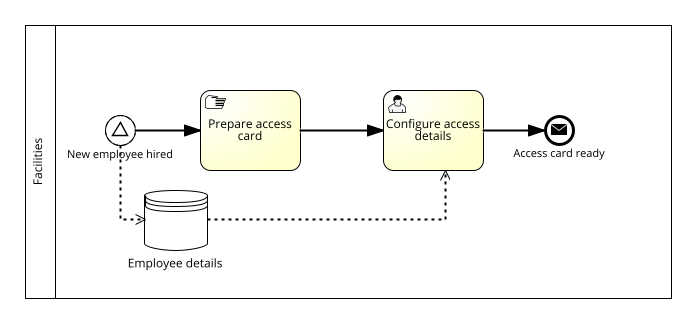 Facilities
New employee hired
Prepare access
card
Configure access
details
Access card ready
Employee details